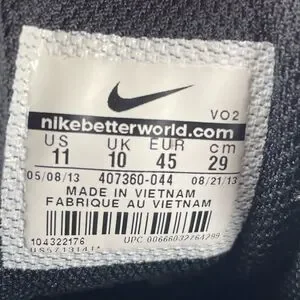 VO2
nikebetterworld.com
US UK EUR cm
11 10 45 29
05/08/13 407360-044 08/21/13
MADE IN VIETNAM
FABRIQUE AU VIETNAM
104322176
UPC